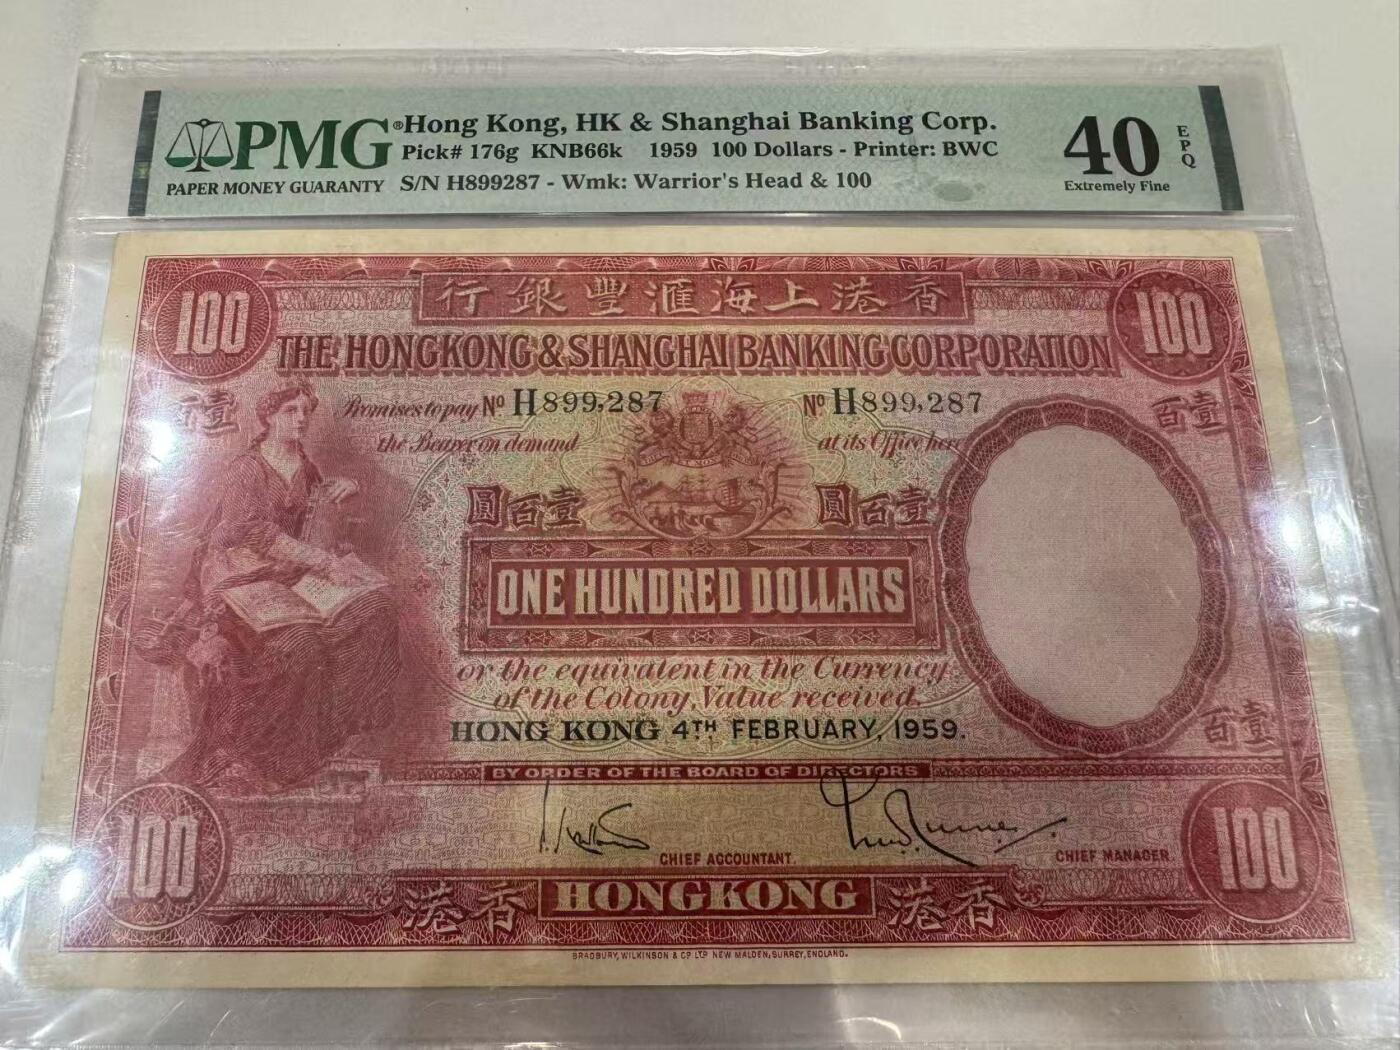 PMG® Hong Kong, HK & Shanghai Banking Corp.
PAPER MONEY GUARANTY
Pick# 176g KNB66k 1959 100 Dollars - Printer: BWC
S/N H899287 - Wmk: Warrior's Head & 100
40 EPQ
Extremely Fine
行銀豐滙海上港香
100 100
THE HONGKONG & SHANGHAI BANKING CORPORATION
Promises to pay Nº H899,287 Nº H899,287
壹百 百壹
the Bearer on demand at its Office here
圓百壹 圓百壹
ONE HUNDRED DOLLARS
or the equivalent in the Currency
of the Colony, Value received.
HONG KONG 4TH FEBRUARY, 1959.
百壹
BY ORDER OF THE BOARD OF DIRECTORS
CHIEF ACCOUNTANT. CHIEF MANAGER.
100 100
港香 HONGKONG 港香
BRADBURY, WILKINSON & Cº LTD NEW MALDEN, SURREY, ENGLAND.